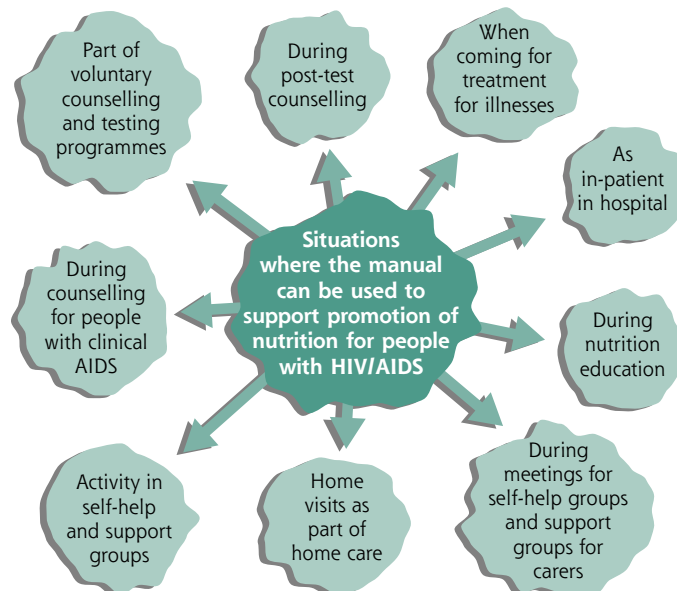 Part of
voluntary
counselling
and testing
programmes
During
post-test
counselling
When
coming for
treatment
for illnesses
As
in-patient
in hospital
Situations
where the manual
can be used to
support promotion of
nutrition for people
with HIV/AIDS
During
counselling
for people
with clinical
AIDS
During
nutrition
education
Activity in
self-help
and support
groups
Home
visits as
part of
home care
During
meetings for
self-help groups
and support
groups for
carers